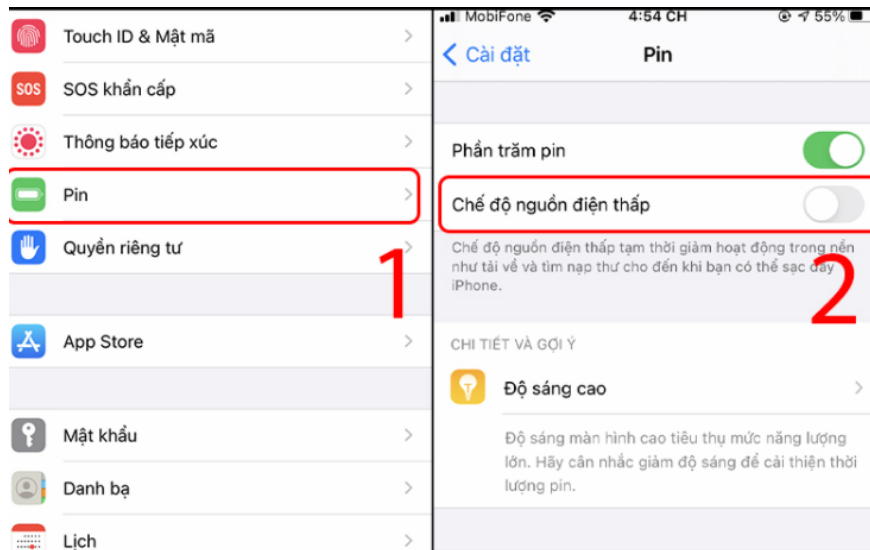 Touch ID & Mật mã
SOS
SOS khẩn cấp
Thông báo tiếp xúc
Pin
Quyền riêng tư
1
App Store
Mật khẩu
Danh bạ
Lịch
MobiFone
4:54 CH
55%
Cài đặt
Pin
Phần trăm pin
Chế độ nguồn điện thấp
Chế độ nguồn điện thấp tạm thời giảm hoạt động trong nền
như tải về và tìm nạp thư cho đến khi bạn có thể sạc đầy
iPhone.
2
CHI TIẾT VÀ GỢI Ý
Độ sáng cao
Độ sáng màn hình cao tiêu thụ mức năng lượng
lớn. Hãy cân nhắc giảm độ sáng để cải thiện thời
lượng pin.